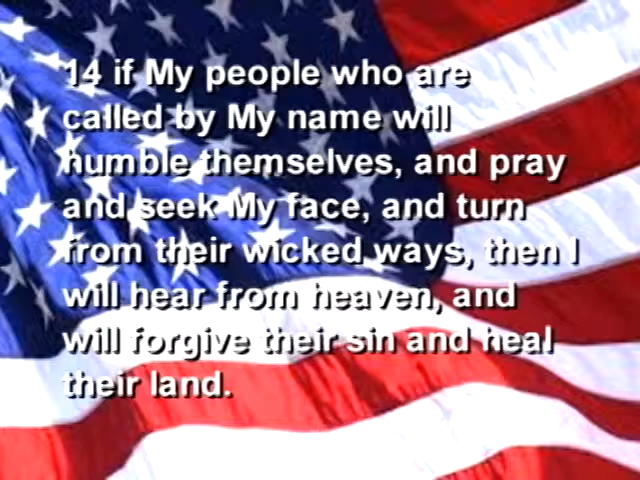 14 if My people who are
called by My name will
humble themselves, and pray
and seek My face, and turn
from their wicked ways, then I
will hear from heaven, and
will forgive their sin and heal
their land.